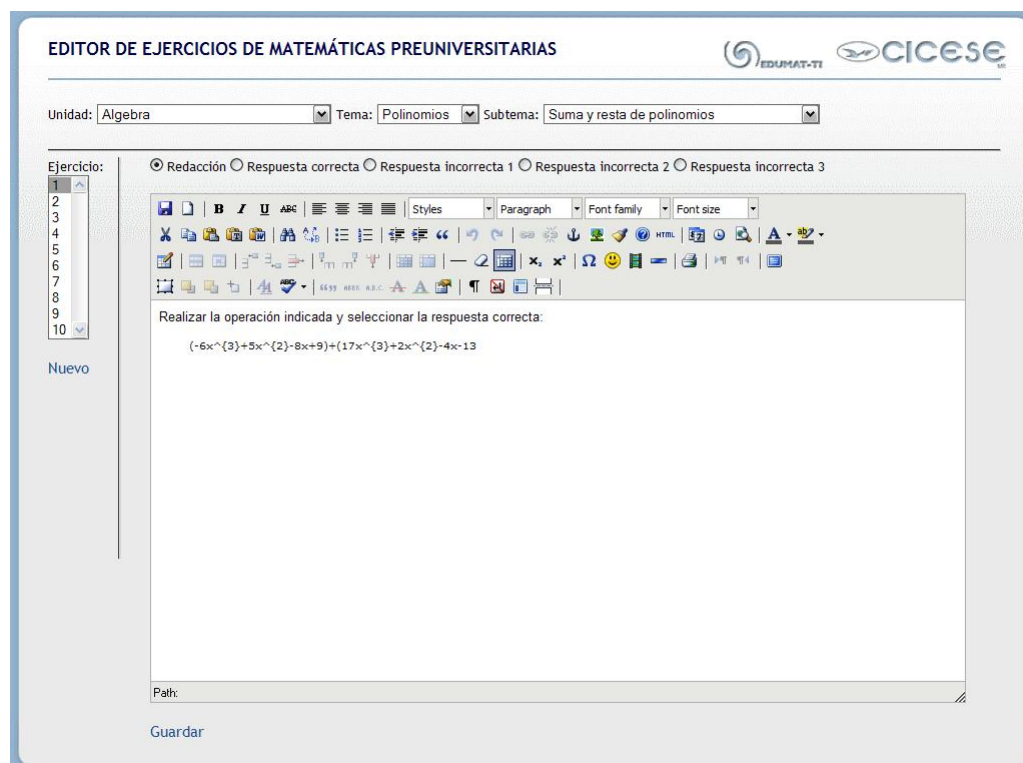 EDITOR DE EJERCICIOS DE MATEMÁTICAS PREUNIVERSITARIAS
EDUMAT-TI CICESE
Unidad: Algebra Tema: Polinomios Subtema: Suma y resta de polinomios
Ejercicio: Redacción Respuesta correcta Respuesta incorrecta 1 Respuesta incorrecta 2 Respuesta incorrecta 3
1
2
3
4
5
6
7
8
9
10
Nuevo
B I U ABC Styles Paragraph Font family Font size
HTML A ab
Realizar la operación indicada y seleccionar la respuesta correcta:
(-6x^{3}+5x^{2}-8x+9)+(17x^{3}+2x^{2}-4x-13
Path:
Guardar